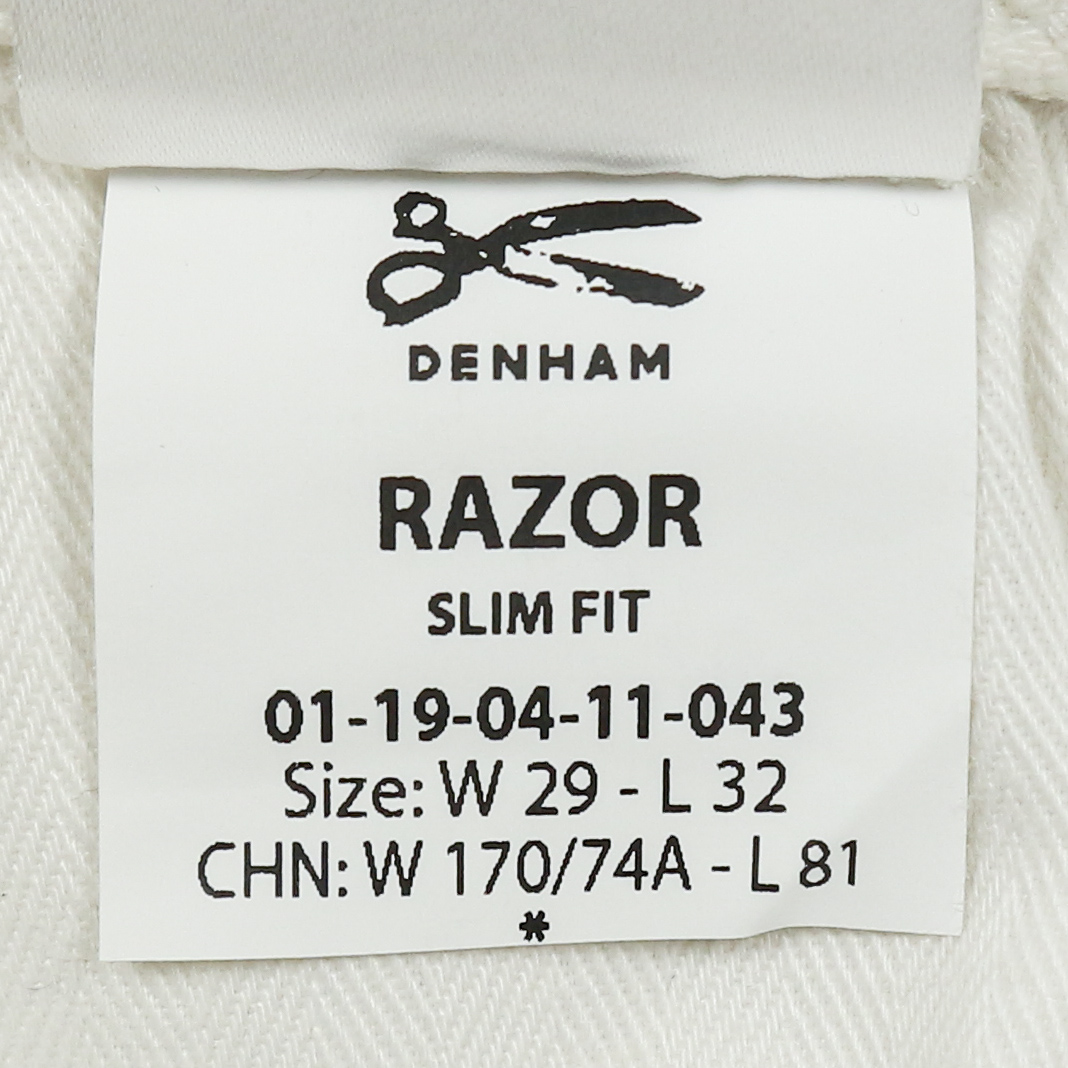 DENHAM
RAZOR
SLIM FIT
01-19-04-11-043
Size: W 29 - L 32
CHN: W 170/74A - L 81
*